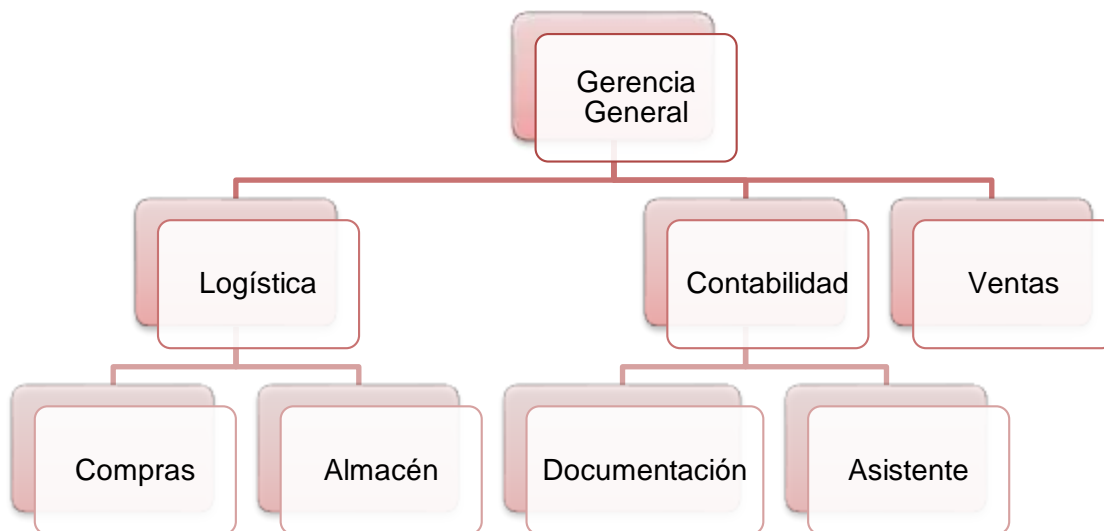 Gerencia
General
Logística
Contabilidad
Ventas
Compras
Almacén
Documentación
Asistente